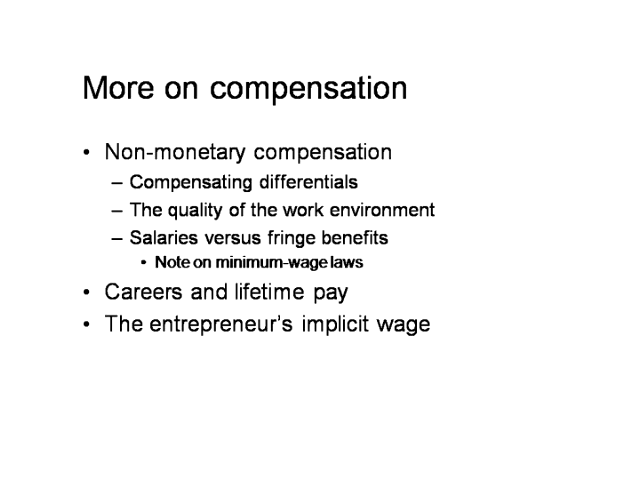 More on compensation
• Non-monetary compensation
– Compensating differentials
– The quality of the work environment
– Salaries versus fringe benefits
• Note on minimum-wage laws
• Careers and lifetime pay
• The entrepreneur's implicit wage